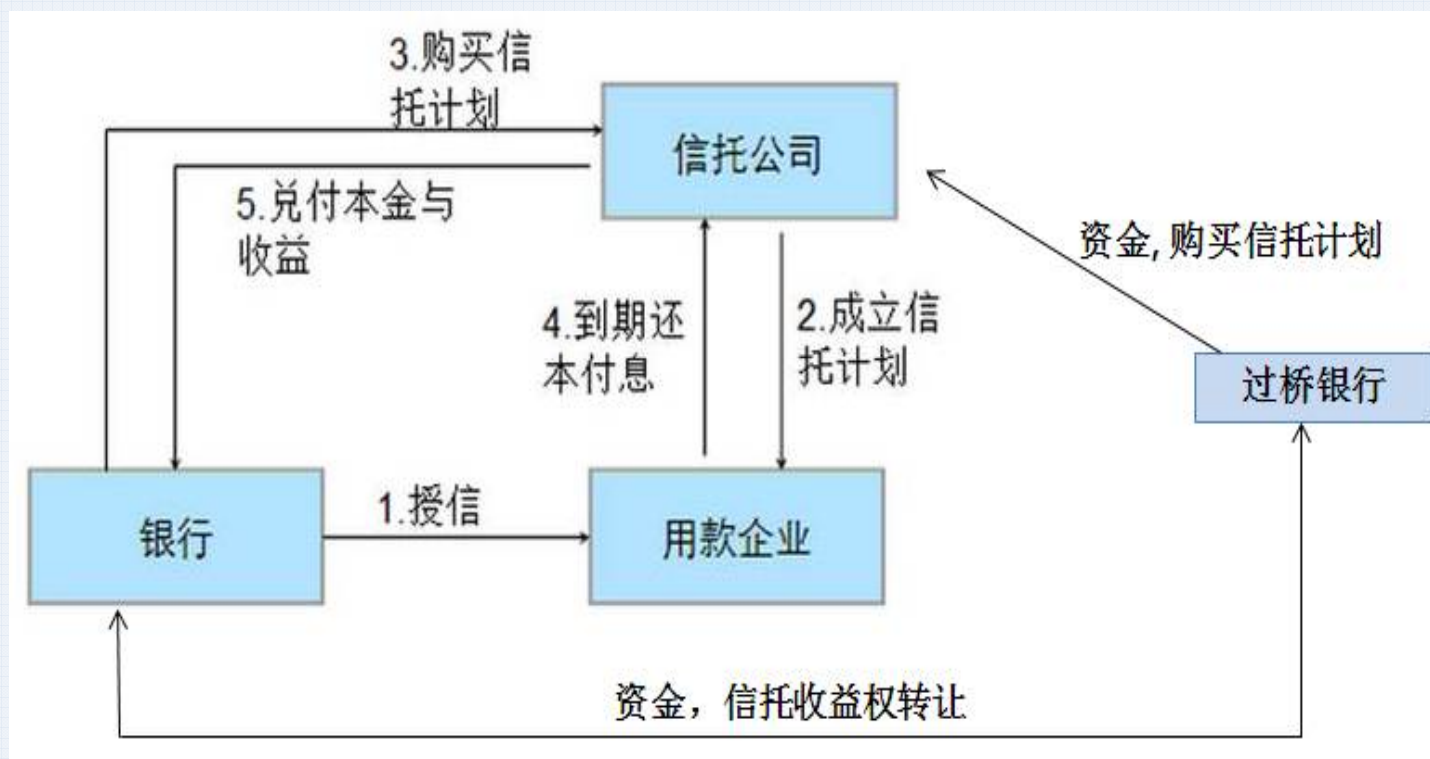 3.购买信
托计划
信托公司
5.兑付本金与
收益
资金, 购买信托计划
4.到期还
本付息
2.成立信
托计划
过桥银行
银行
1.授信
用款企业
资金，信托收益权转让